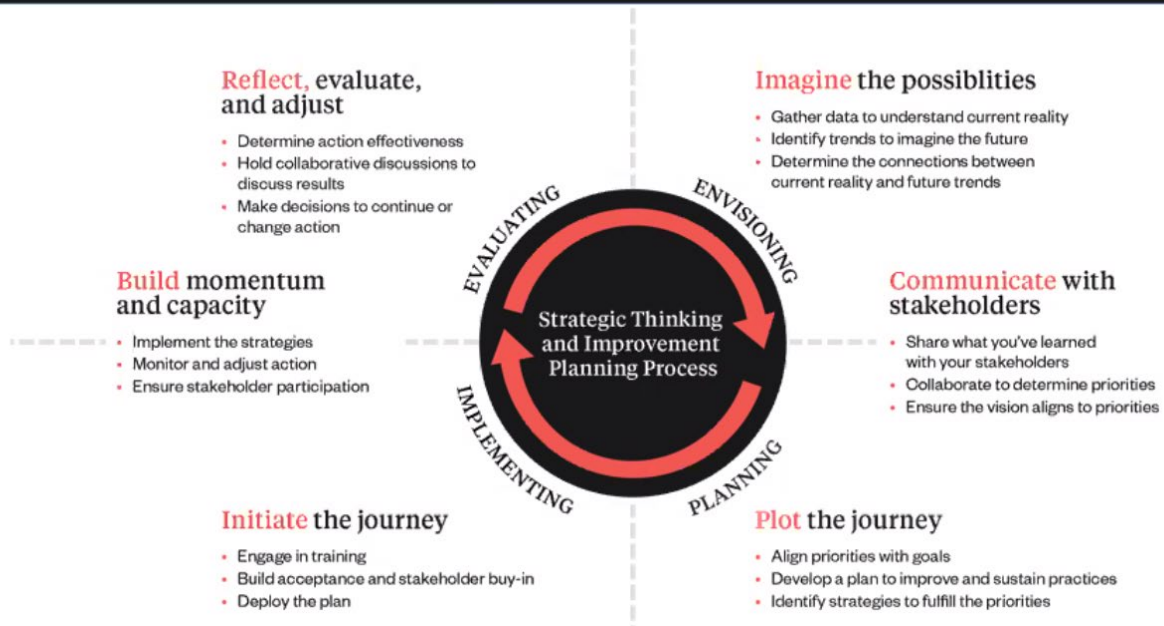 Reflect, evaluate,
and adjust
• Determine action effectiveness
• Hold collaborative discussions to
discuss results
• Make decisions to continue or
change action
Imagine the possiblities
• Gather data to understand current reality
• Identify trends to imagine the future
• Determine the connections between
current reality and future trends
EVALUATING
ENVISIONING
Build momentum
and capacity
• Implement the strategies
• Monitor and adjust action
• Ensure stakeholder participation
Strategic Thinking
and Improvement
Planning Process
Communicate with
stakeholders
• Share what you've learned
with your stakeholders
• Collaborate to determine priorities
• Ensure the vision aligns to priorities
IMPLEMENTING
PLANNING
Initiate the journey
• Engage in training
• Build acceptance and stakeholder buy-in
• Deploy the plan
Plot the journey
• Align priorities with goals
• Develop a plan to improve and sustain practices
• Identify strategies to fulfill the priorities